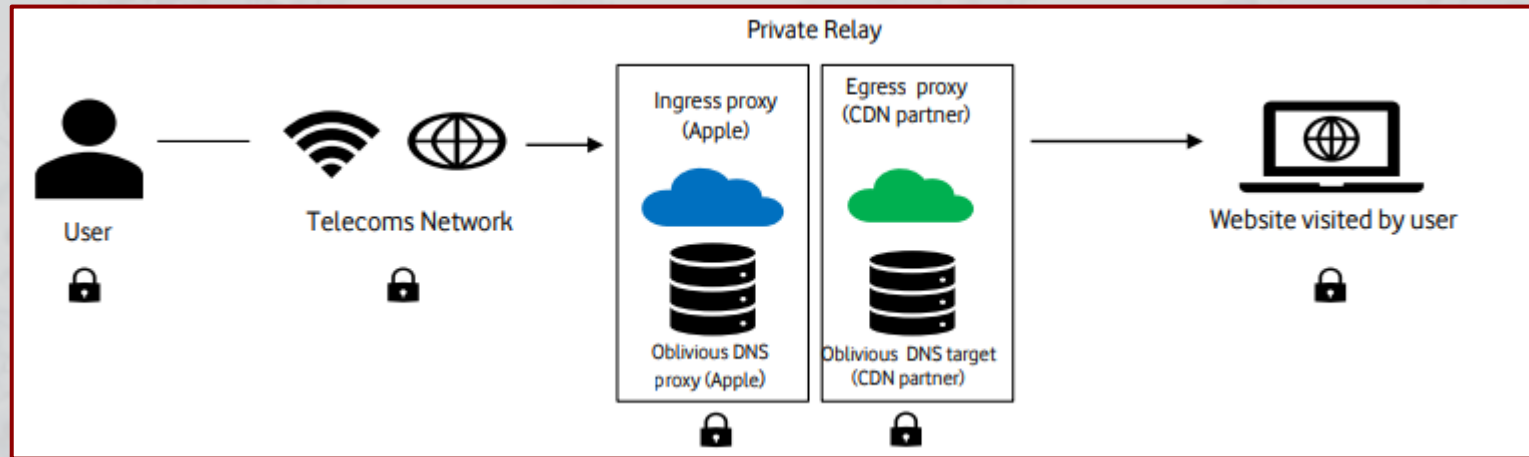 Private Relay
User
Telecoms Network
Ingress proxy
(Apple)
Oblivious DNS
proxy (Apple)
Egress proxy
(CDN partner)
Oblivious DNS target
(CDN partner)
Website visited by user